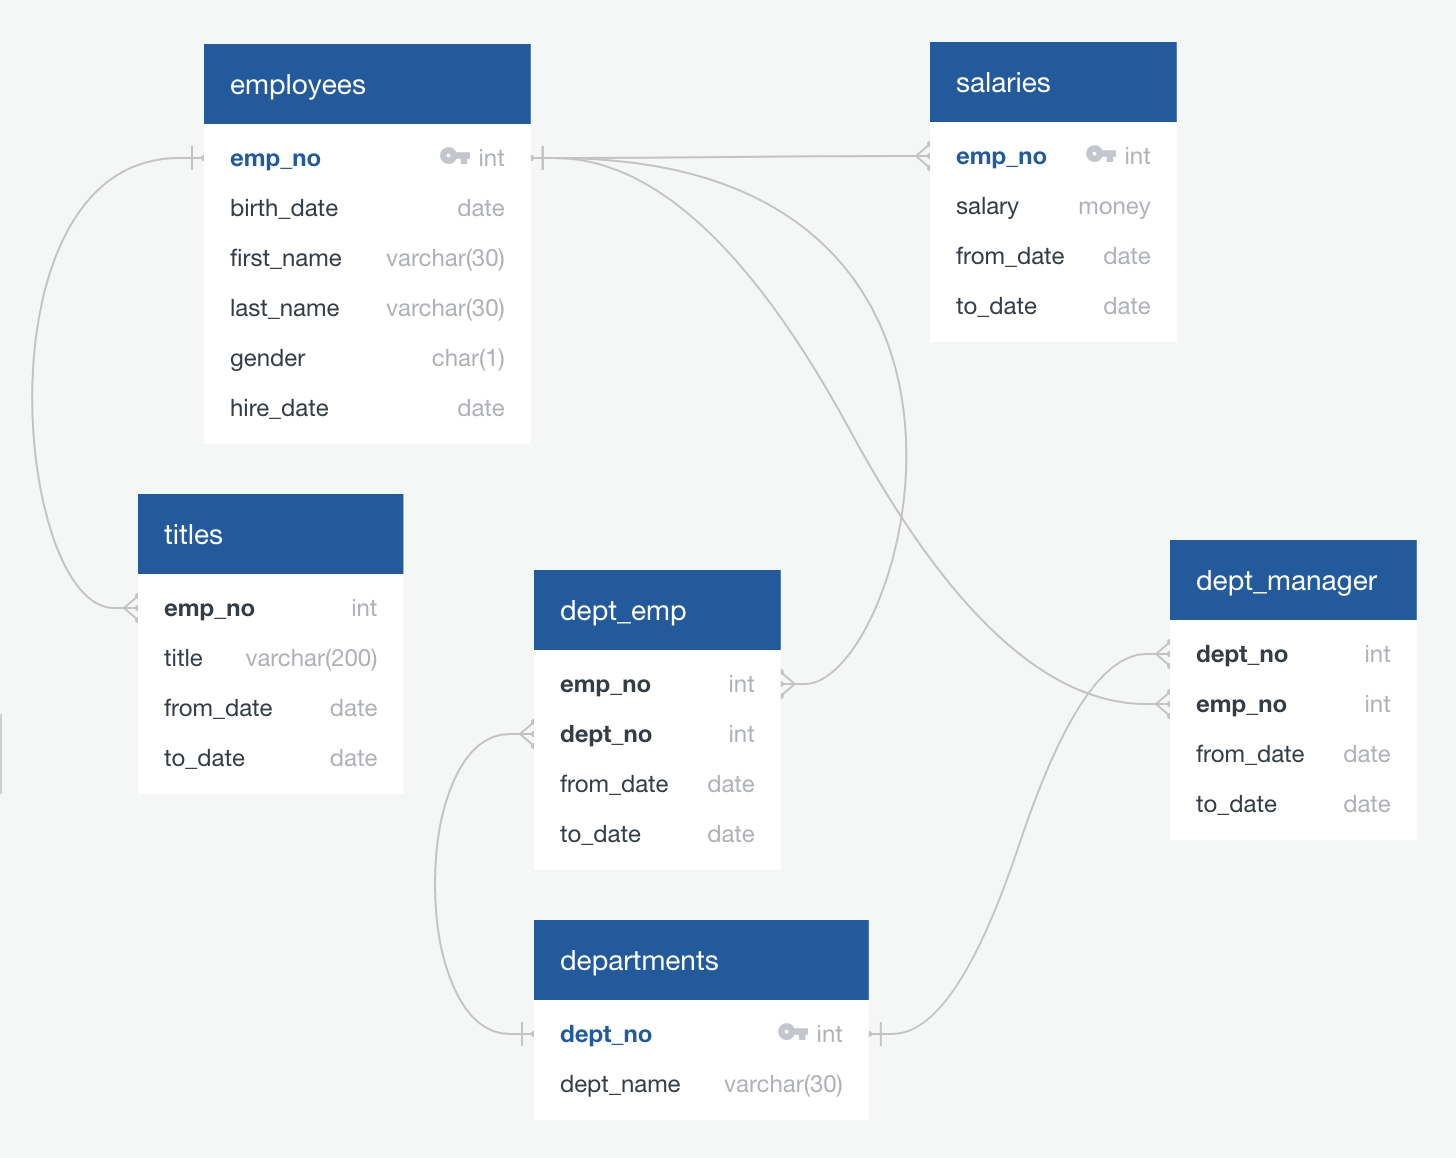 employees
emp_no int
birth_date date
first_name varchar(30)
last_name varchar(30)
gender char(1)
hire_date date
salaries
emp_no int
salary money
from_date date
to_date date
titles
emp_no int
title varchar(200)
from_date date
to_date date
dept_emp
emp_no int
dept_no int
from_date date
to_date date
dept_manager
dept_no int
emp_no int
from_date date
to_date date
departments
dept_no int
dept_name varchar(30)